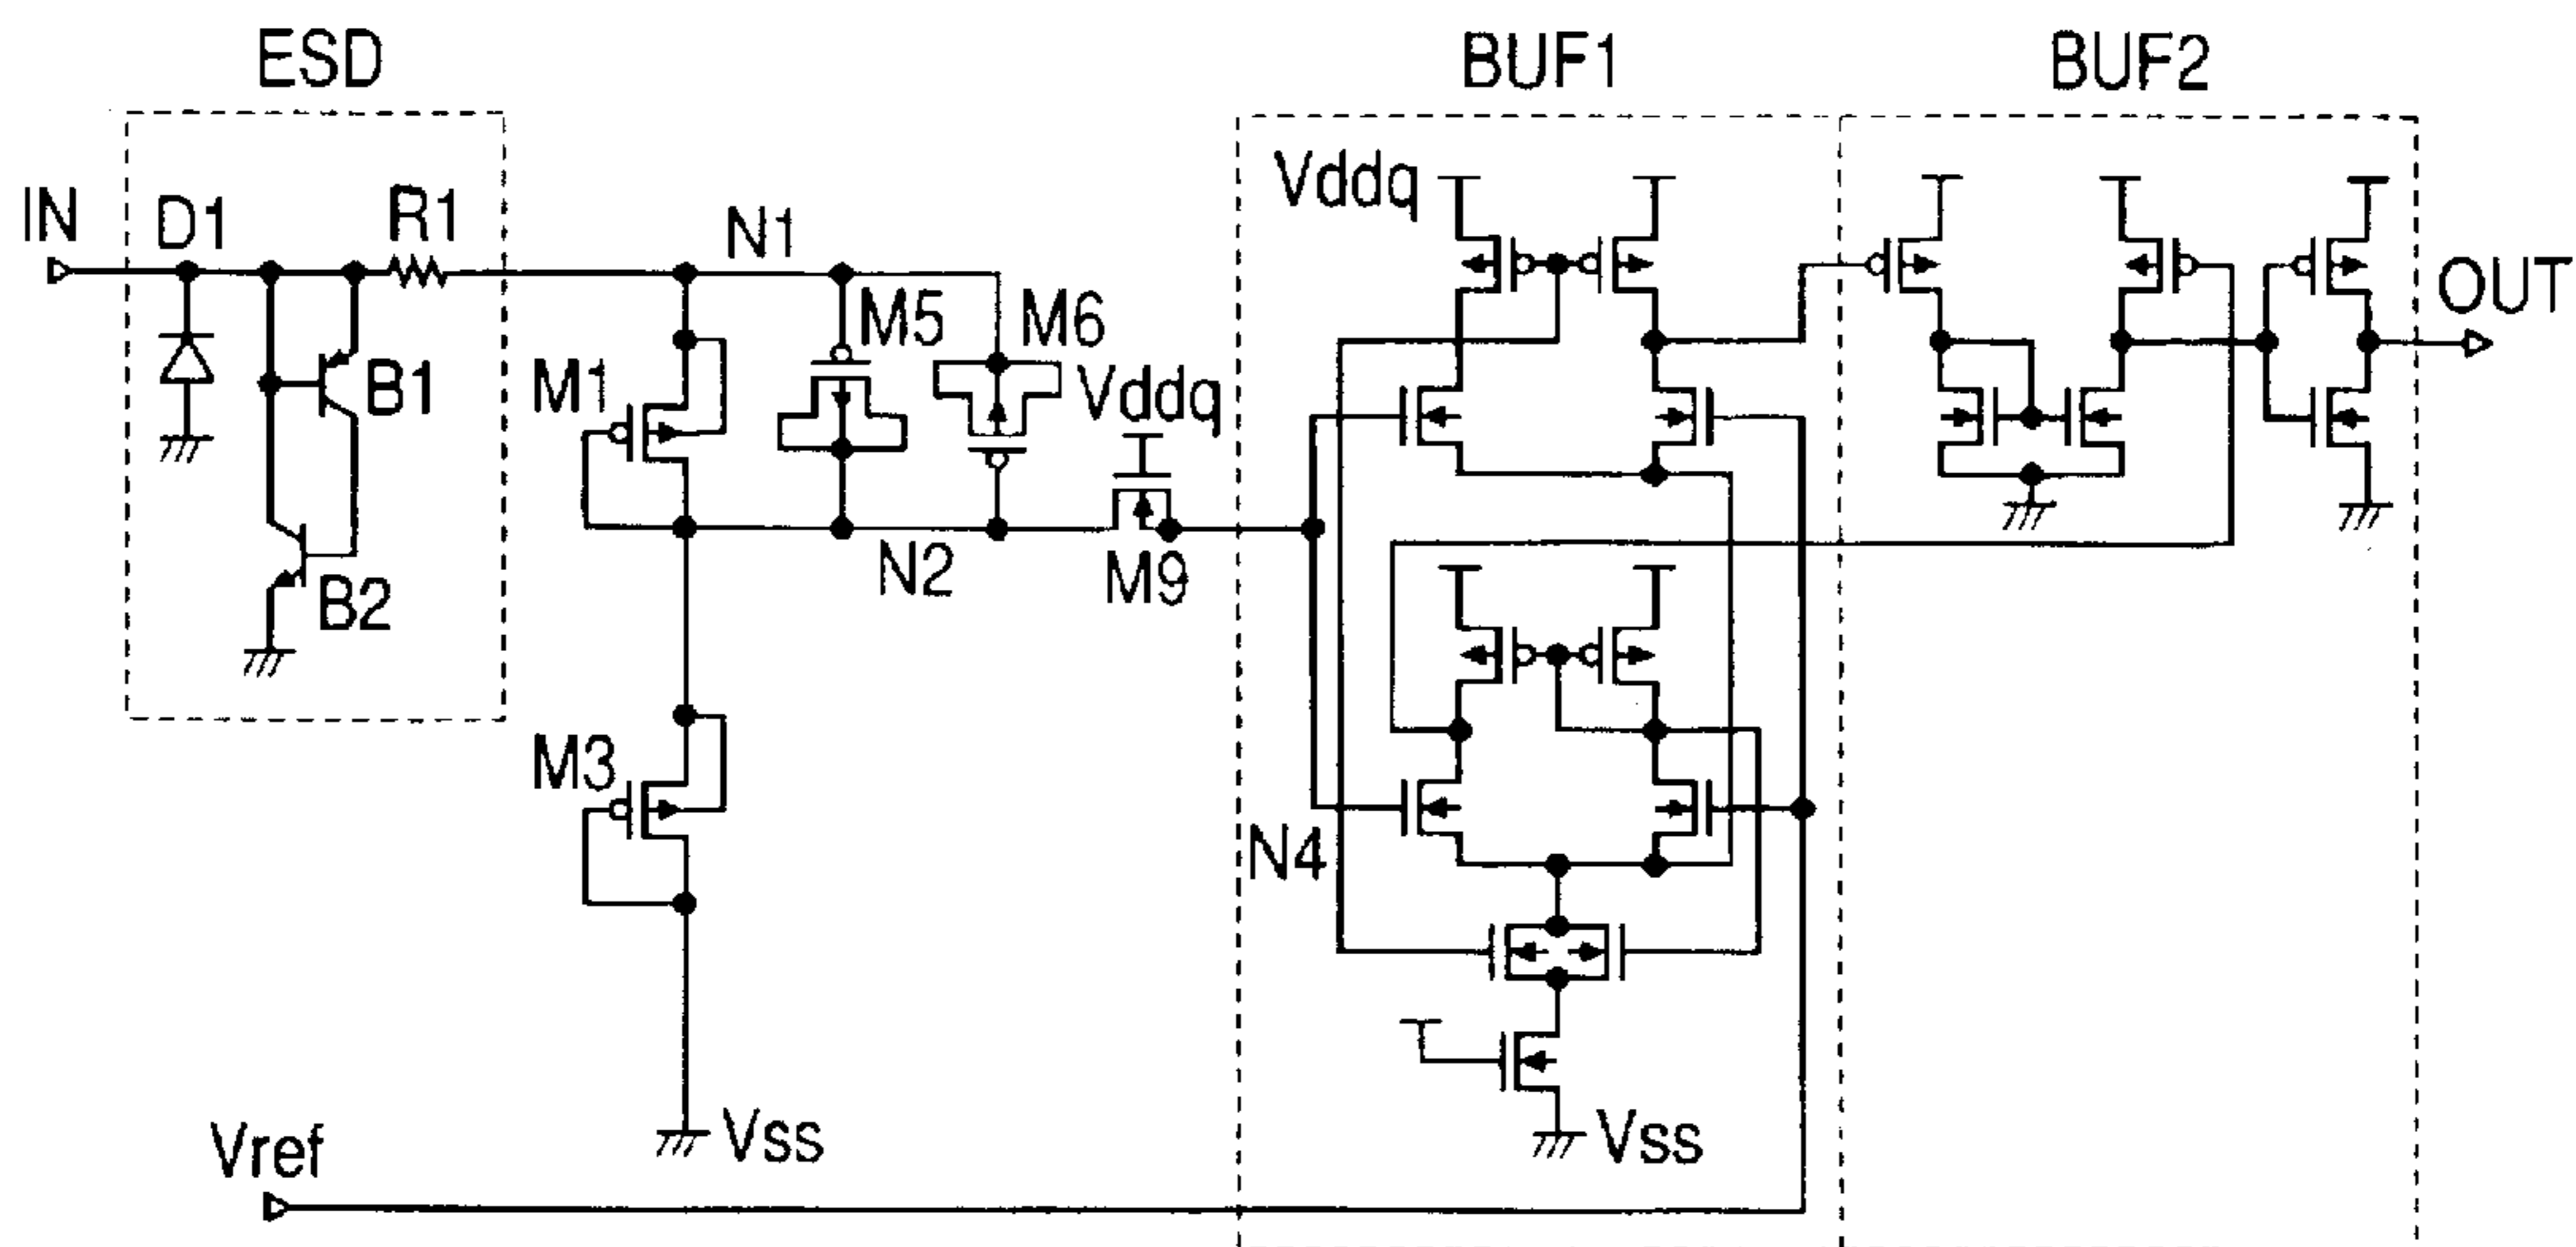 ESD
BUF1
BUF2
IN
D1
R1
N1
Vddq
OUT
M5
M6
M1
B1
Vddq
B2
N2
M9
M3
N4
Vss
Vss
Vref